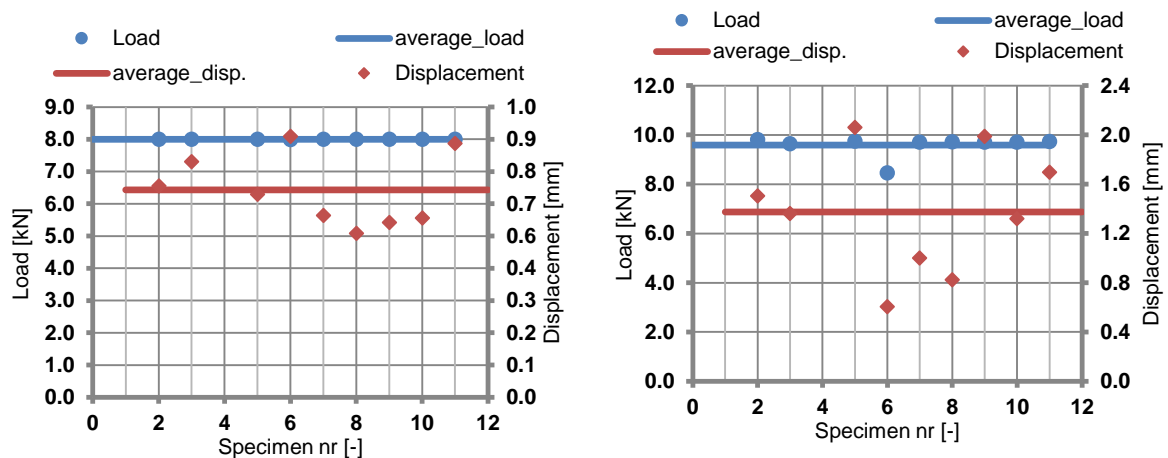 Load
average_load
average_disp.
Displacement
9.0
8.0
7.0
6.0
5.0
4.0
3.0
2.0
1.0
0.0
Load [kN]
1.0
0.9
0.8
0.7
0.6
0.4
0.3
0.2
0.1
0.0
Displacement [mm]
0 2 4 6 8 10 12
Specimen nr [-]
Load
average_load
average_disp.
Displacement
12.0
10.0
8.0
6.0
4.0
2.0
0.0
Load [kN]
2.4
2.0
1.6
1.2
0.8
0.4
0.0
Displacement [mm]
0 2 4 6 8 10 12
Specimen nr [-]